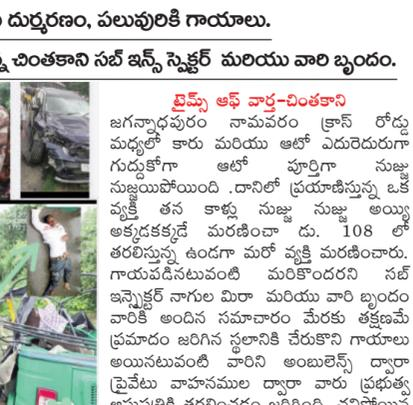 దుర్మరణం, పలువురికి గాయాలు.
చింతకాని సబ్ ఇన్స్ స్పెక్టర్ మరియు వారి బృందం.
టైమ్స్ ఆఫ్ వార్త-చింతకాని
జగన్నాధపురం నామవరం క్రాస్ రోడ్డు
మధ్యలో కారు మరియు ఆటో ఎదురెదురుగా
గుద్దుకోగా ఆటో పూర్తిగా నుజ్జు
నుజ్జయిపోయింది .దానిలో ప్రయాణిస్తున్న ఒక
వ్యక్తి తన కాళ్లు నుజ్జు నుజ్జు అయ్యి
అక్కడకక్కడే మరణించా డు. 108 లో
తరలిస్తున్న ఉండగా మరో వ్యక్తి మరణించారు.
గాయపడినటువంటి మరికొందరని సబ్
ఇన్స్పెక్టర్ నాగుల మిరా మరియు వారి బృందం
వారికి అందిన సమాచారం మేరకు తక్షణమే
ప్రమాదం జరిగిన స్థలానికి చేరుకొని గాయాలు
అయినటువంటి వారిని అంబులెన్స్ ద్వారా
ప్రైవేటు వాహనముల ద్వారా వారు ప్రభుత్వ